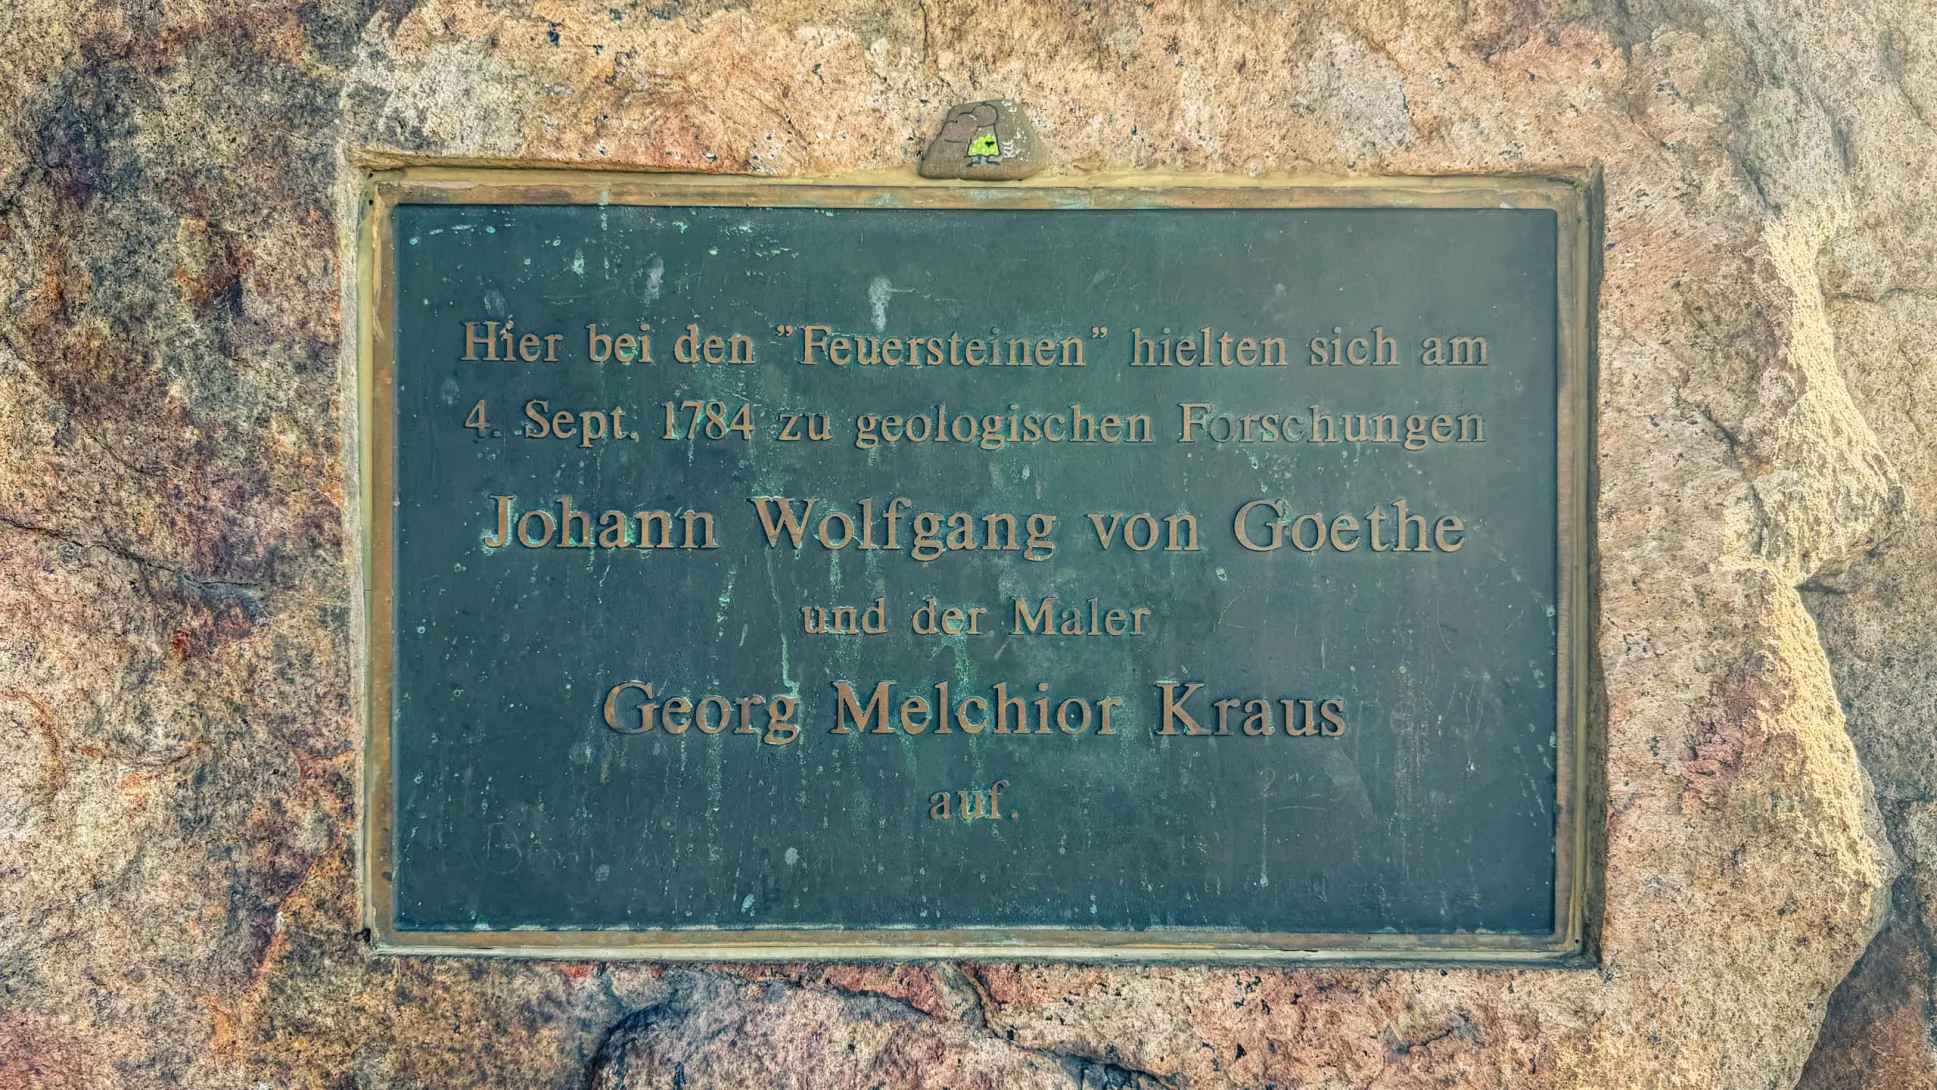 Hier bei den "Feuersteinen" hielten sich am
4. Sept. 1784 zu geologischen Forschungen
Johann Wolfgang von Goethe
und der Maler
Georg Melchior Kraus
auf.